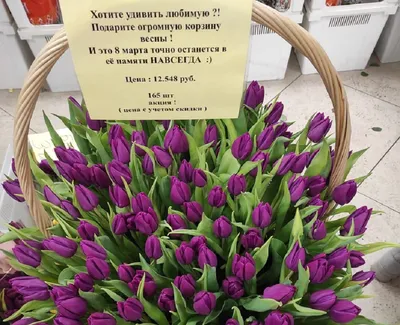 Хотите удивить любимую ?!
Подарите огромную корзину
весны !
И это 8 марта точно останется в
её памяти НАВСЕГДА :)
Цена : 12.548 руб.
165 шт
акция !
( цена с учетом скидки )